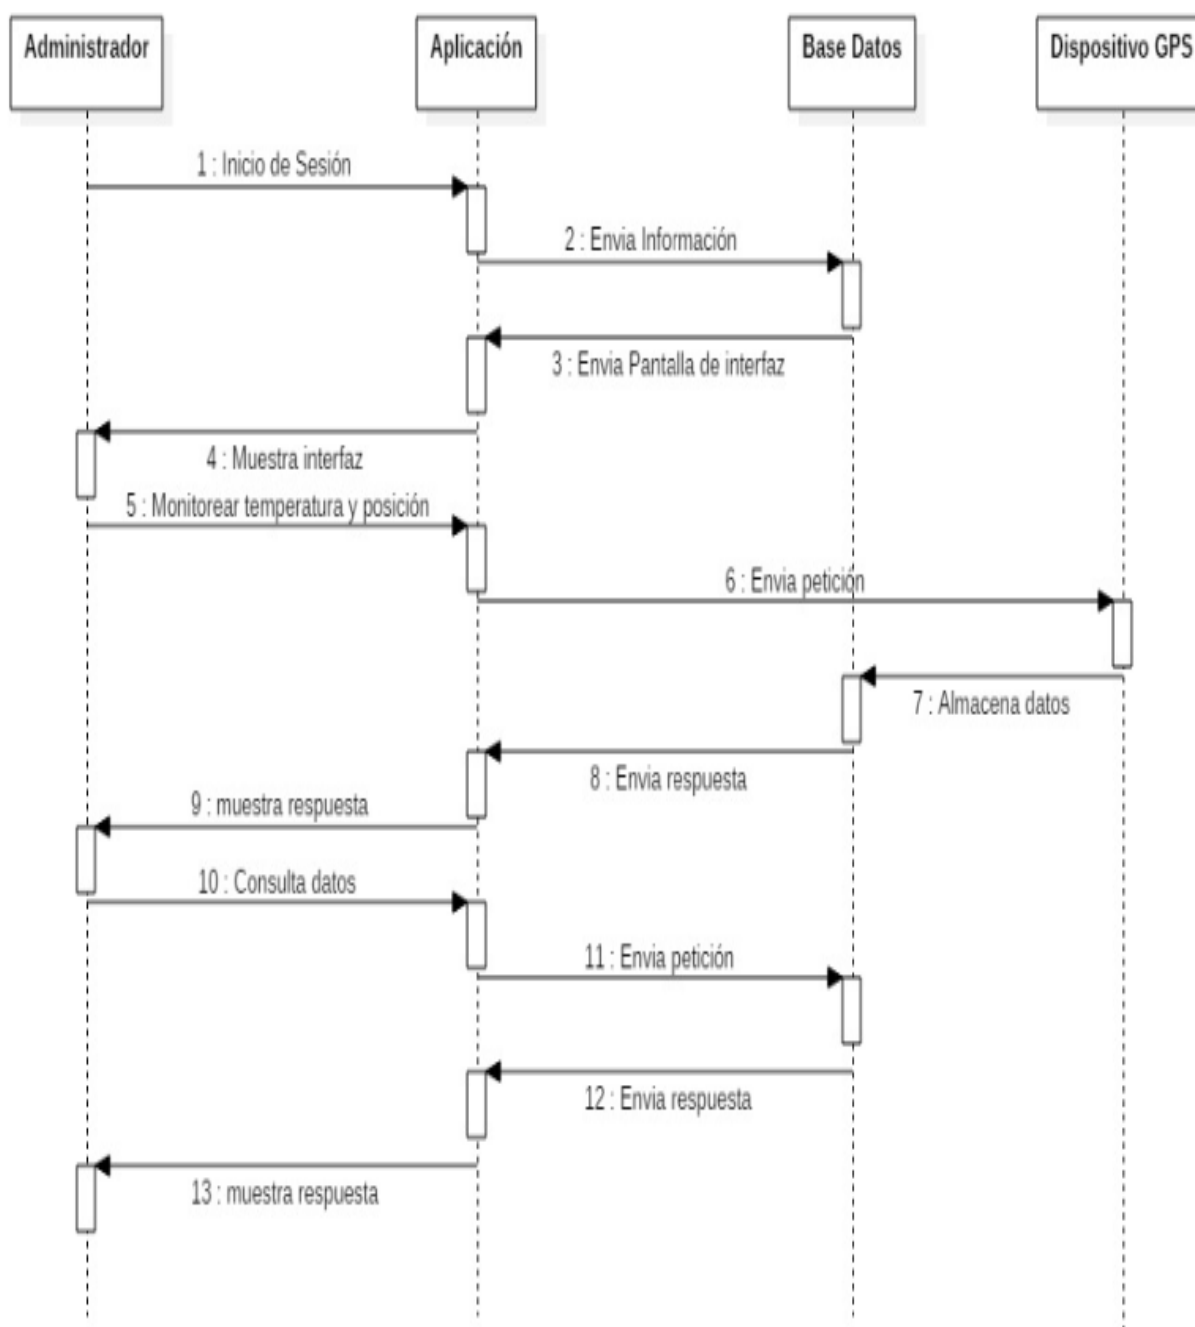 Administrador
Aplicación
Base Datos
Dispositivo GPS
1 : Inicio de Sesión
2 : Envia Información
3 : Envia Pantalla de interfaz
4 : Muestra interfaz
5 : Monitorear temperatura y posición
6 : Envia petición
7 : Almacena datos
8 : Envia respuesta
9 : muestra respuesta
10 : Consulta datos
11 : Envia petición
12 : Envia respuesta
13 : muestra respuesta